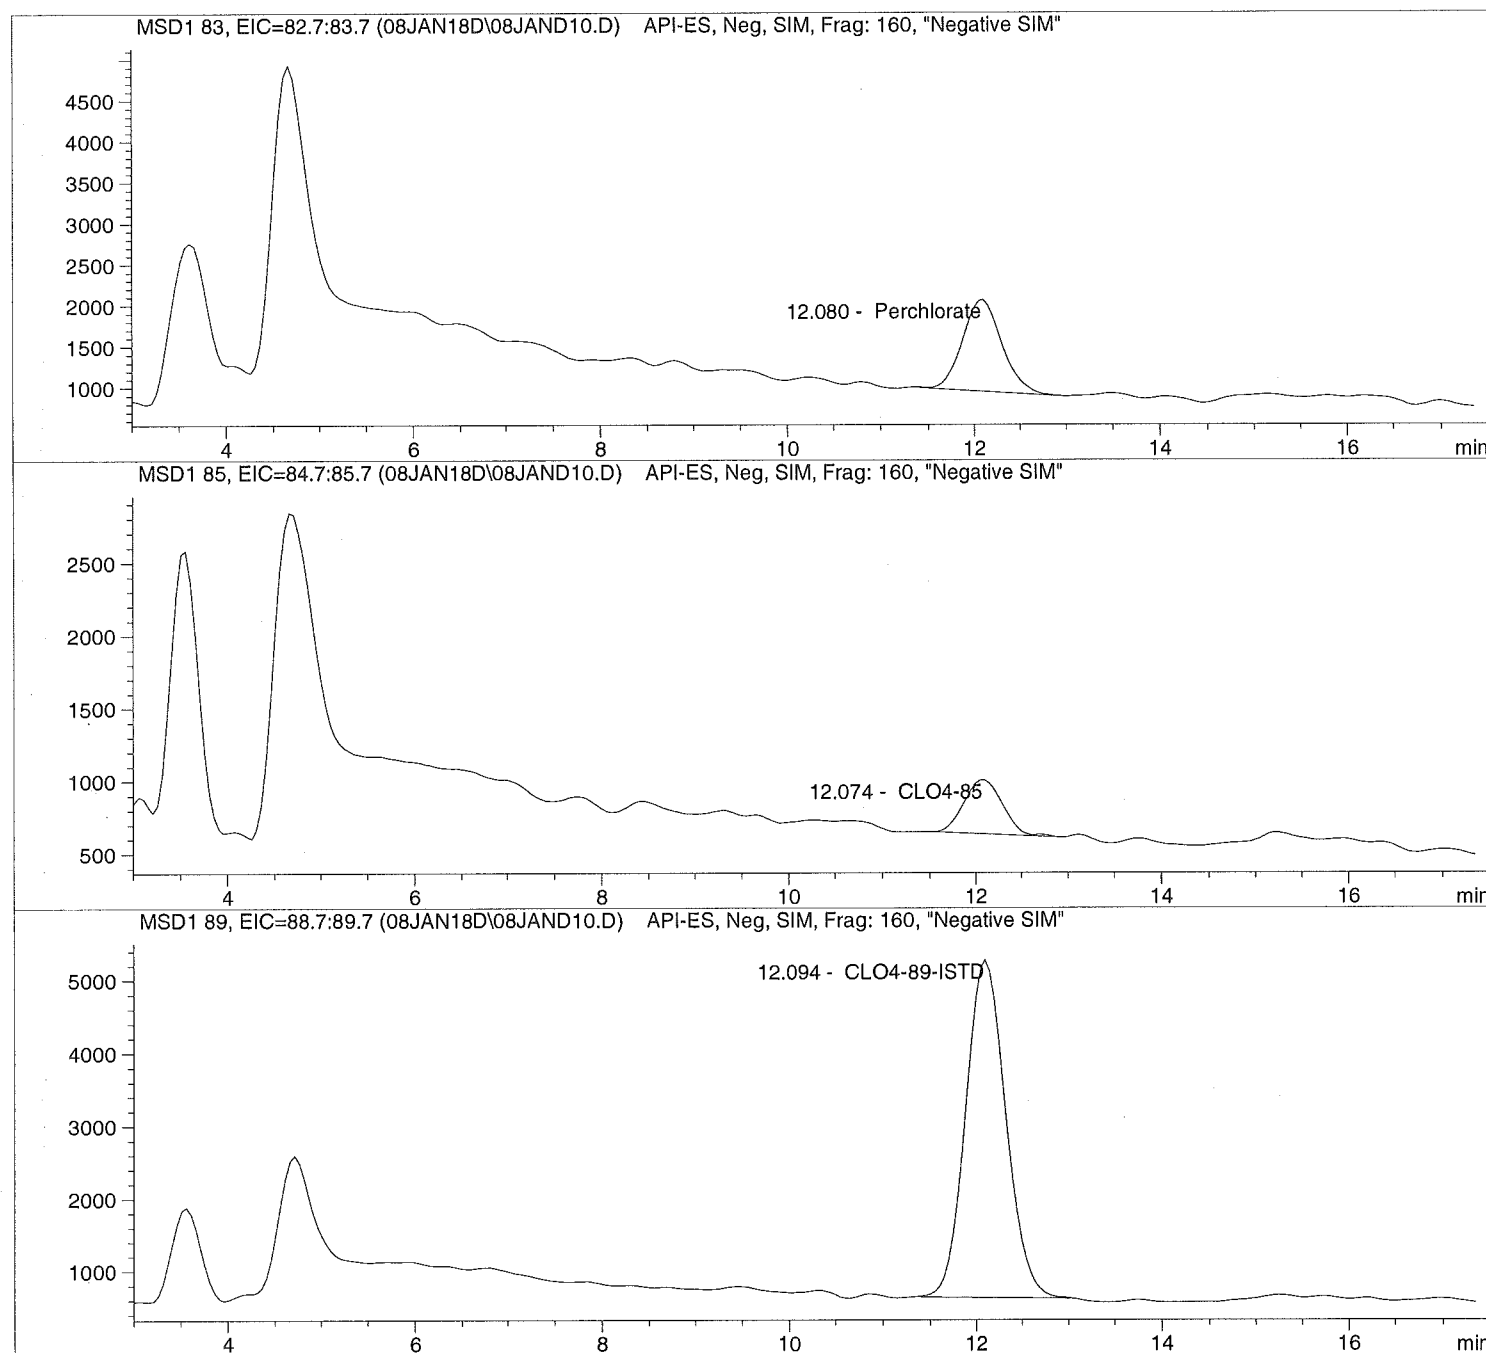 MSD1 83, EIC=82.7:83.7 (08JAN18D\08JAND10.D) API-ES, Neg, SIM, Frag: 160, "Negative SIM"
4500
4000
3500
3000
2500
2000
1500
1000
12.080 - Perchlorate
4 6 8 10 12 14 16 min
MSD1 85, EIC=84.7:85.7 (08JAN18D\08JAND10.D) API-ES, Neg, SIM, Frag: 160, "Negative SIM"
2500
2000
1500
1000
500
12.074 - CLO4-85
4 6 8 10 12 14 16 min
MSD1 89, EIC=88.7:89.7 (08JAN18D\08JAND10.D) API-ES, Neg, SIM, Frag: 160, "Negative SIM"
12.094 - CLO4-89-ISTD
5000
4000
3000
2000
1000
4 6 8 10 12 14 16 min